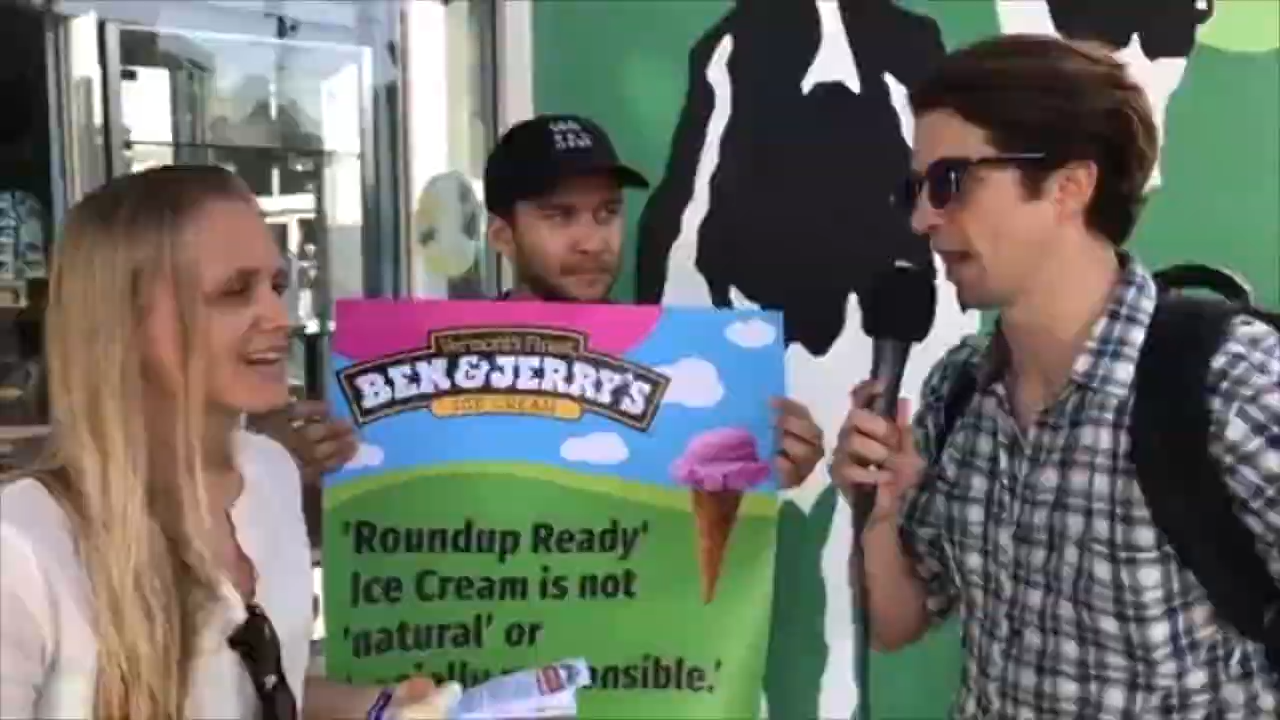 Vermont's Finest
BEN & JERRY'S
ICE CREAM
'Roundup Ready'
Ice Cream is not
'natural' or